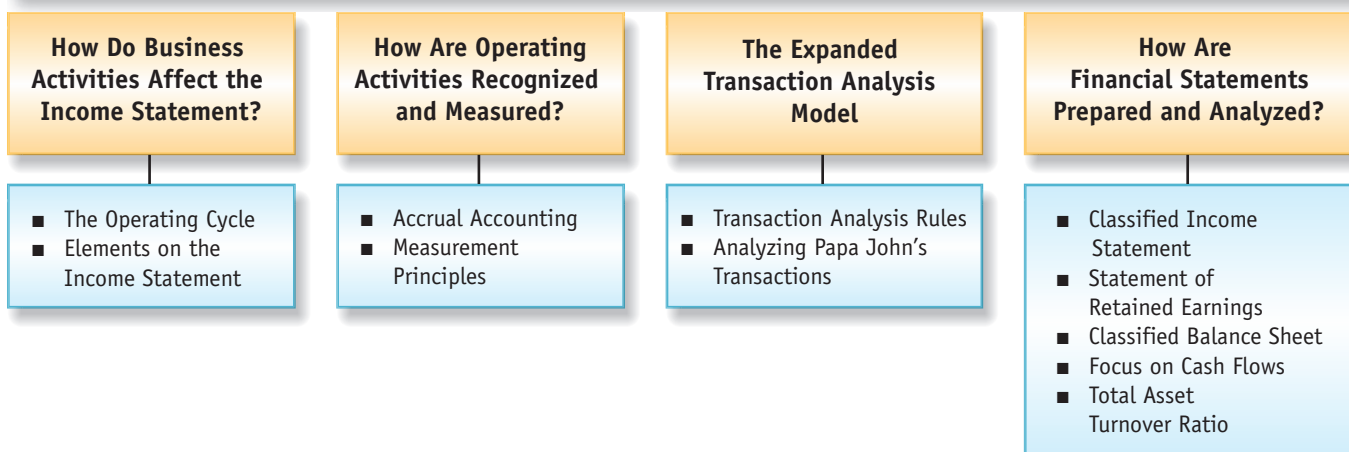 How Do Business
Activities Affect the
Income Statement?
■ The Operating Cycle
■ Elements on the
Income Statement
How Are Operating
Activities Recognized
and Measured?
■ Accrual Accounting
■ Measurement
Principles
The Expanded
Transaction Analysis
Model
■ Transaction Analysis Rules
■ Analyzing Papa John’s
Transactions
How Are
Financial Statements
Prepared and Analyzed?
■ Classified Income
Statement
■ Statement of
Retained Earnings
■ Classified Balance Sheet
■ Focus on Cash Flows
■ Total Asset
Turnover Ratio